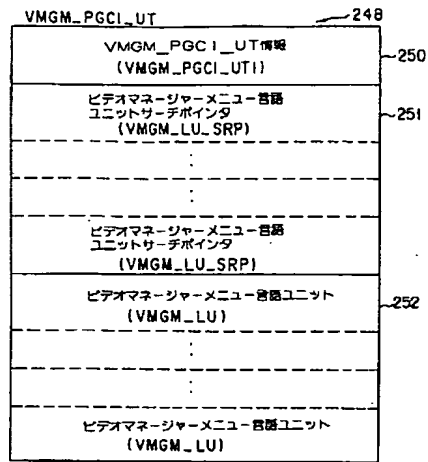 VMGM_PGCI_UT
248
VMGM_PGCI_UT情報
(VMGM_PGCI_UTI)
250
ビデオマネージャーメニュー言語
ユニットサーチポインタ
(VMGM_LU_SRP)
251
ビデオマネージャーメニュー言語
ユニットサーチポインタ
(VMGM_LU_SRP)
ビデオマネージャーメニュー言語ユニット
(VMGM_LU)
252
ビデオマネージャーメニュー言語ユニット
(VMGM_LU)